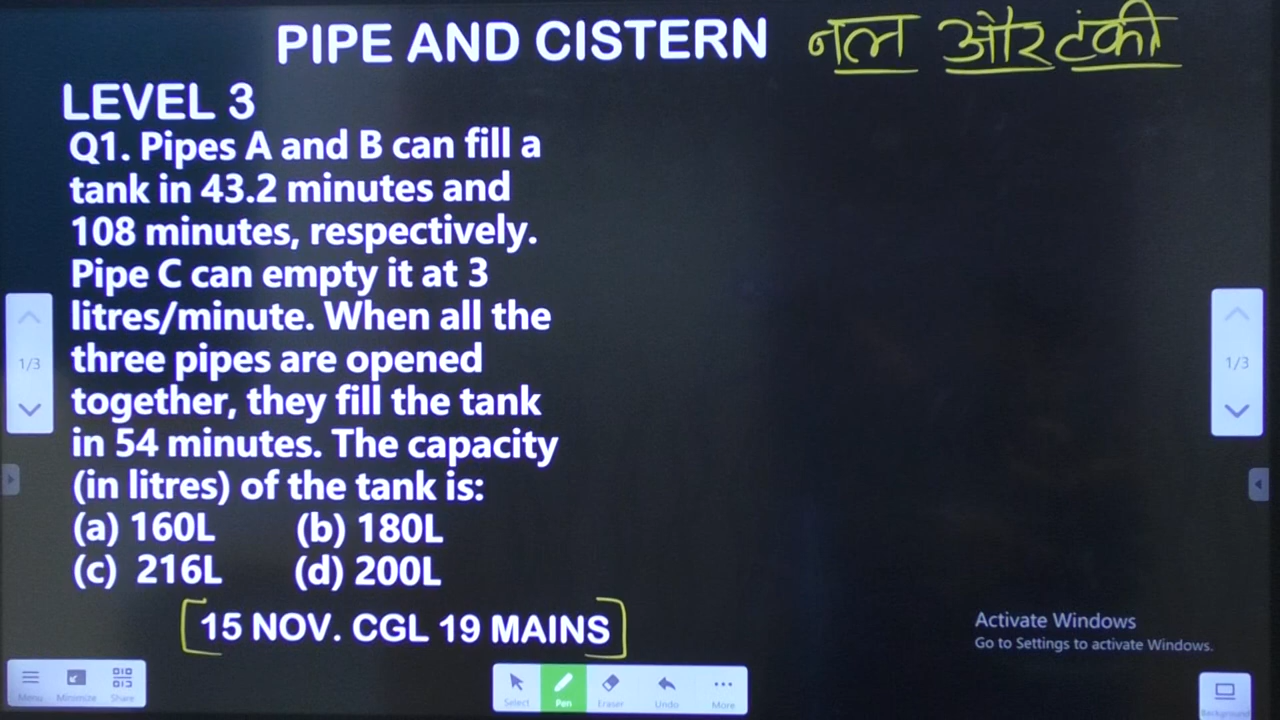 PIPE AND CISTERN नल और टंकी
LEVEL 3
Q1. Pipes A and B can fill a
tank in 43.2 minutes and
108 minutes, respectively.
Pipe C can empty it at 3
litres/minute. When all the
three pipes are opened
together, they fill the tank
in 54 minutes. The capacity
(in litres) of the tank is:
(a) 160L (b) 180L
(c) 216L (d) 200L
15 NOV. CGL 19 MAINS
1/3
1/3
Activate Windows
Go to Settings to activate Windows.
Menu Minimize Share
Select Pen Eraser Undo More
Background